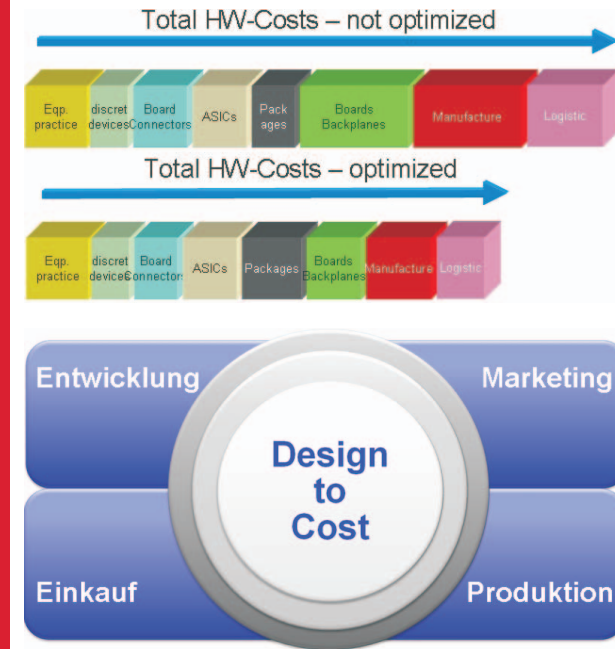 Total HW-Costs – not optimized
Eqp. practice
discret devices
Board Connectors
ASICs
Pack ages
Boards Backplanes
Manufacture
Logistic
Total HW-Costs – optimized
Eqp. practice
discret devices
Board Connectors
ASICs
Packages
Boards Backplanes
Manufacture
Logistic
Entwicklung
Marketing
Design
to
Cost
Einkauf
Produktion